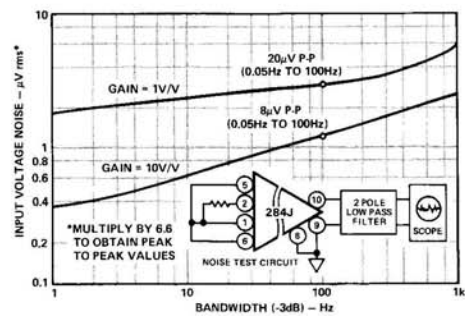 INPUT VOLTAGE NOISE – μV rms*
10
1
0.8
0.6
0.4
0.2
0.1
20μV P-P
(0.05Hz TO 100Hz)
GAIN = 1V/V
8μV P-P
(0.05Hz TO 100Hz)
GAIN = 10V/V
*MULTIPLY BY 6.6
TO OBTAIN PEAK
TO PEAK VALUES
5
2
1
6
284J
10
9
8
2 POLE
LOW PASS
FILTER
SCOPE
NOISE TEST CIRCUIT
1 10 100 1k
BANDWIDTH (-3dB) – Hz